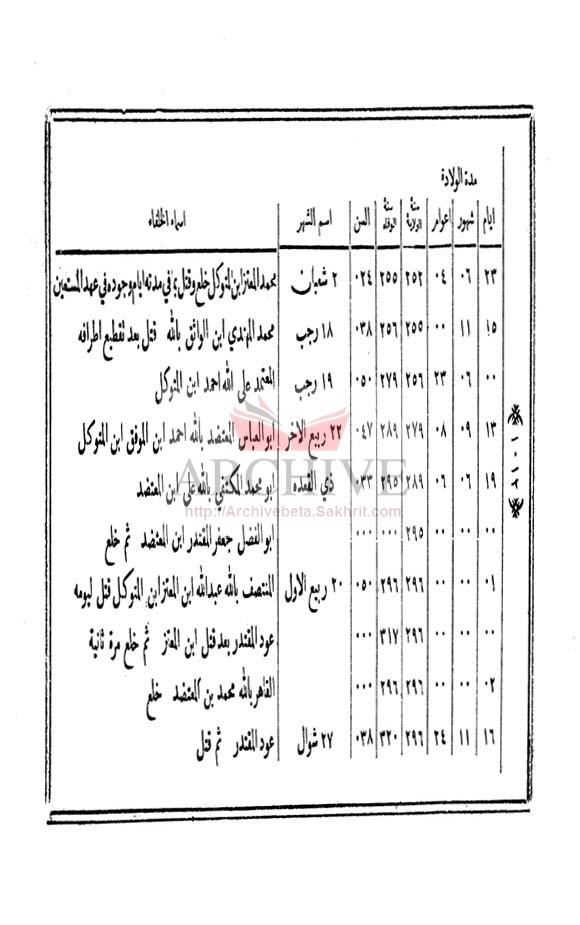 مدة الولادة
ايام شهور اعوام سنة الولاية سنة الوفاه السن اسم الشهر اسماء الخلفاء
٢٣ ٠٦ ٠٤ ٢٥٢ ٢٥٥ ٠٢٤ ٢ شعبان محمد المعتز ابن المتوكل خلع وقتل ؛ في مدته ايام وجوده في عهد المستعين
١٥ ١١ ٠٠ ٢٥٥ ٢٥٦ ٠٣٨ ١٨ رجب محمد المهتدي ابن الواثق بالله قتل بعد تقطيع اطرافه
٠٠ ٠٦ ٢٣ ٢٥٦ ٢٧٩ ٠٥٠ ١٩ رجب المعتمد على الله احمد ابن المتوكل
١٣ ٠٩ ٠٨ ٢٧٩ ٢٨٩ ٠٤٧ ٢٢ ربيع الاخر ابو العباس المعتضد بالله احمد ابن الموفق ابن المتوكل
١٩ ٠٦ ٠٦ ٢٨٩ ٢٩٥ ٠٣٣ ذي القعده ابو محمد المكتفي بالله علي ابن المعتضد
٠٠ ٠٠ ٠٠ ٢٩٥ ٠٠٠ ٠٠٠ ابو الفضل جعفر المقتدر ابن المعتضد ثم خلع
٠١ ٠٠ ٠٠ ٢٩٦ ٢٩٦ ٠٥٠ ٢٠ ربيع الاول المنتصف بالله عبدالله ابن المعتز ابن المتوكل قتل ليومه
٠٠ ٠٠ ٠٠ ٢٩٦ ٣١٧ ٠٠٠ عود المقتدر بعد قتل ابن المعتز ثم خلع مرة ثانية
٠٢ ٠٠ ٠٠ ٢٩٦ ٢٩٦ ٠٠٠ القاهر بالله محمد بن المعتضد خلع
١٦ ١١ ٢٤ ٢٩٦ ٣٢٠ ٠٣٨ ٢٧ شوال عود المقتدر ثم قتل
١٠١٢
ARCHIVE
http://Archivebeta.Sakhrit.com